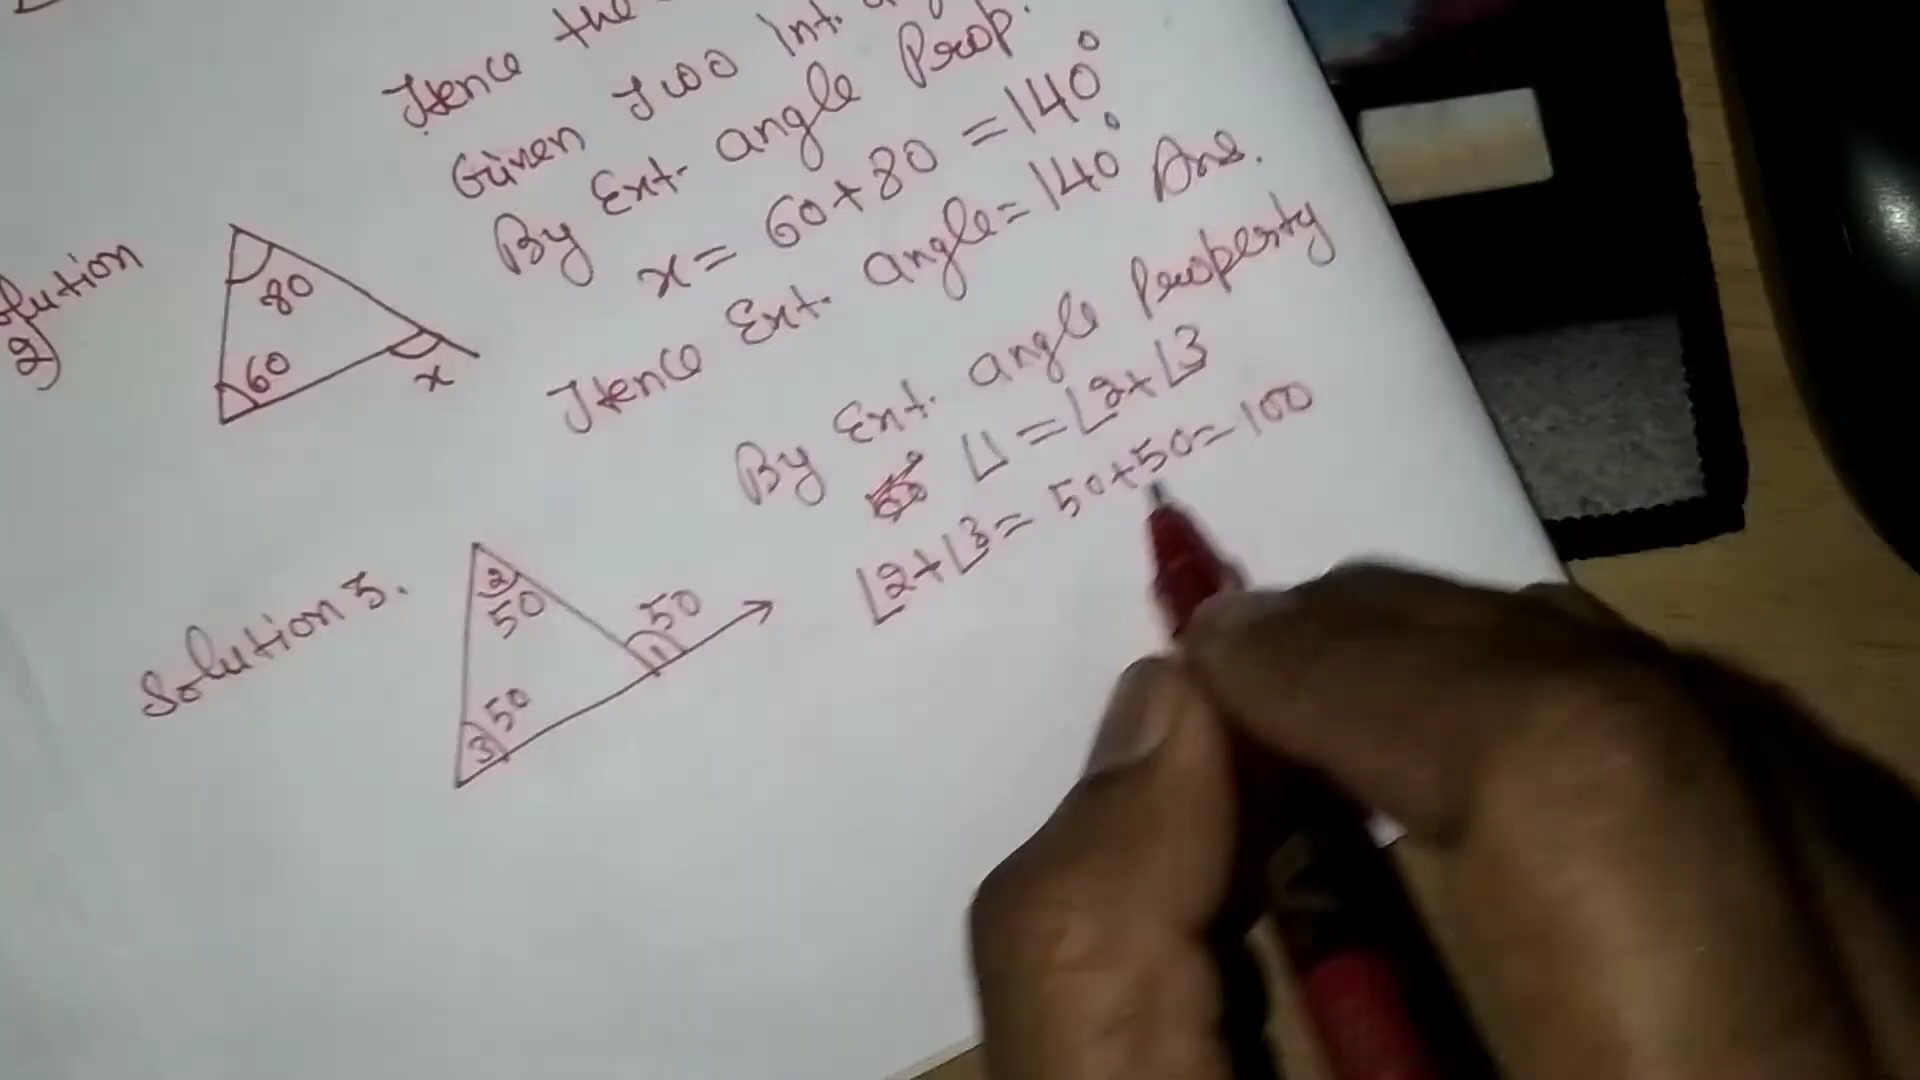 Hence the
Given Two Int.
By Ext. angle Prop.
x = 60+80 = 140°
Hence Ext. angle = 140° Ans.
lution
2)
80
60
x
By Ext. angle Property
∠1 = ∠2+∠3
∠2+∠3 = 50+50=100
Solution 3.
2
50
50
1
50
3